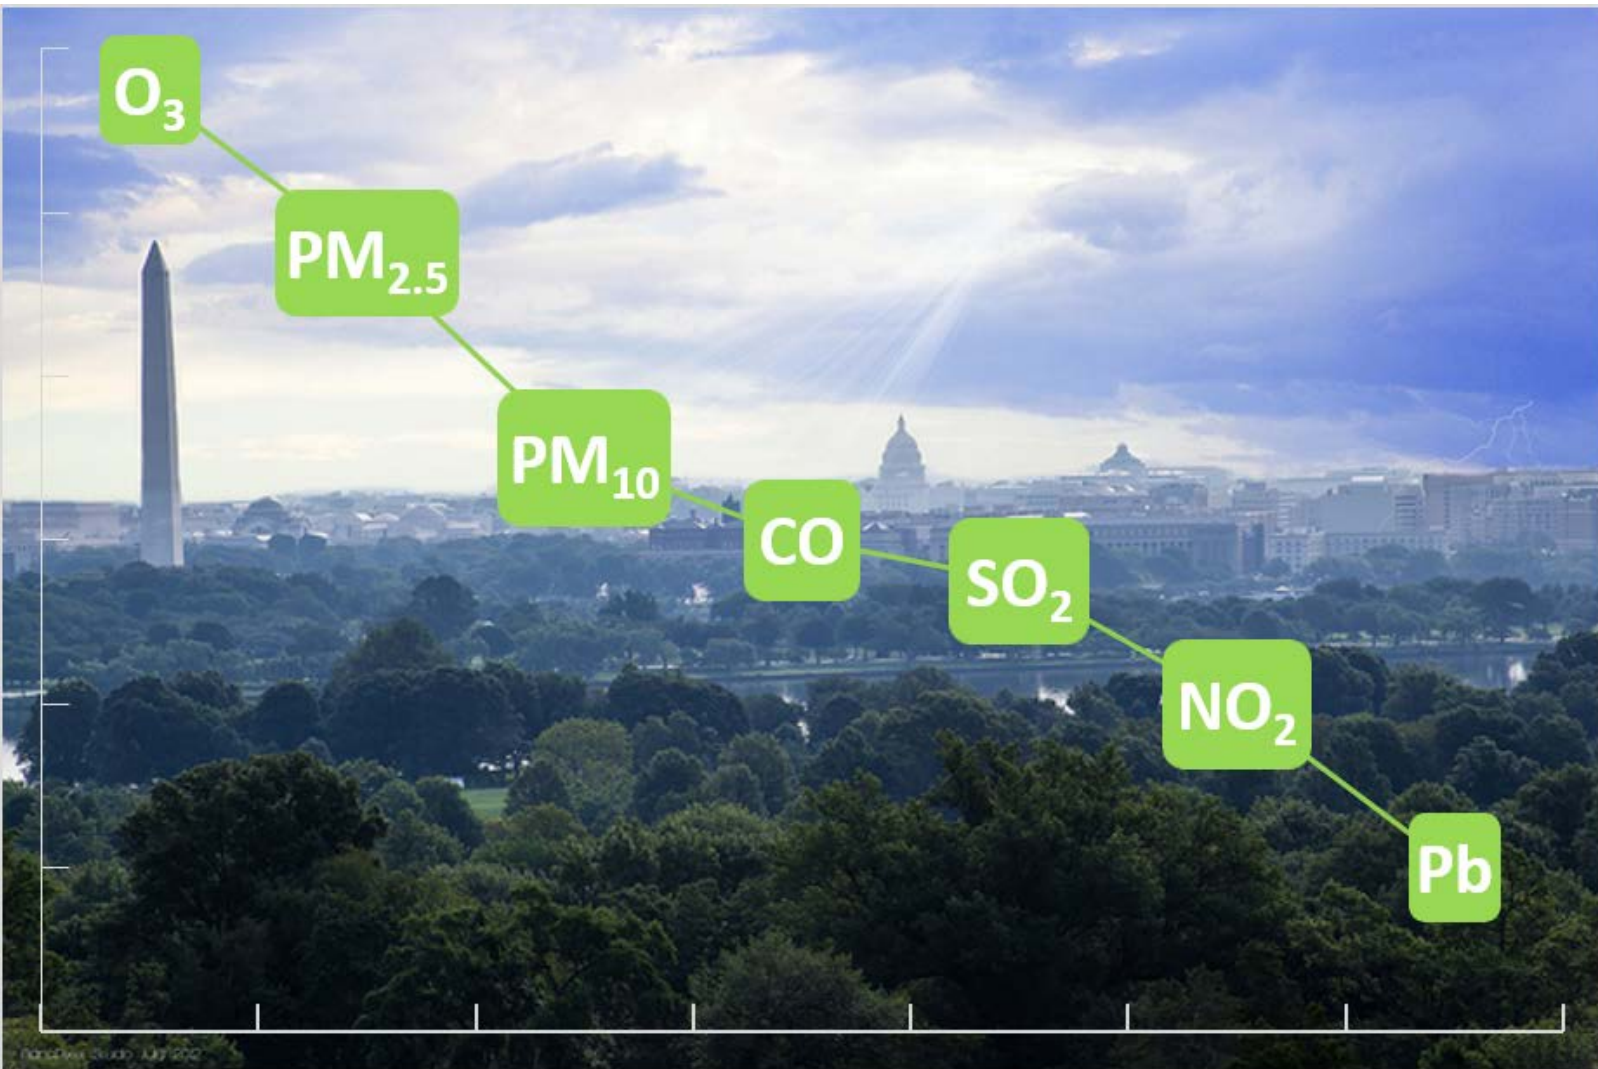 O₃
PM₂.₅
PM₁₀
CO
SO₂
NO₂
Pb